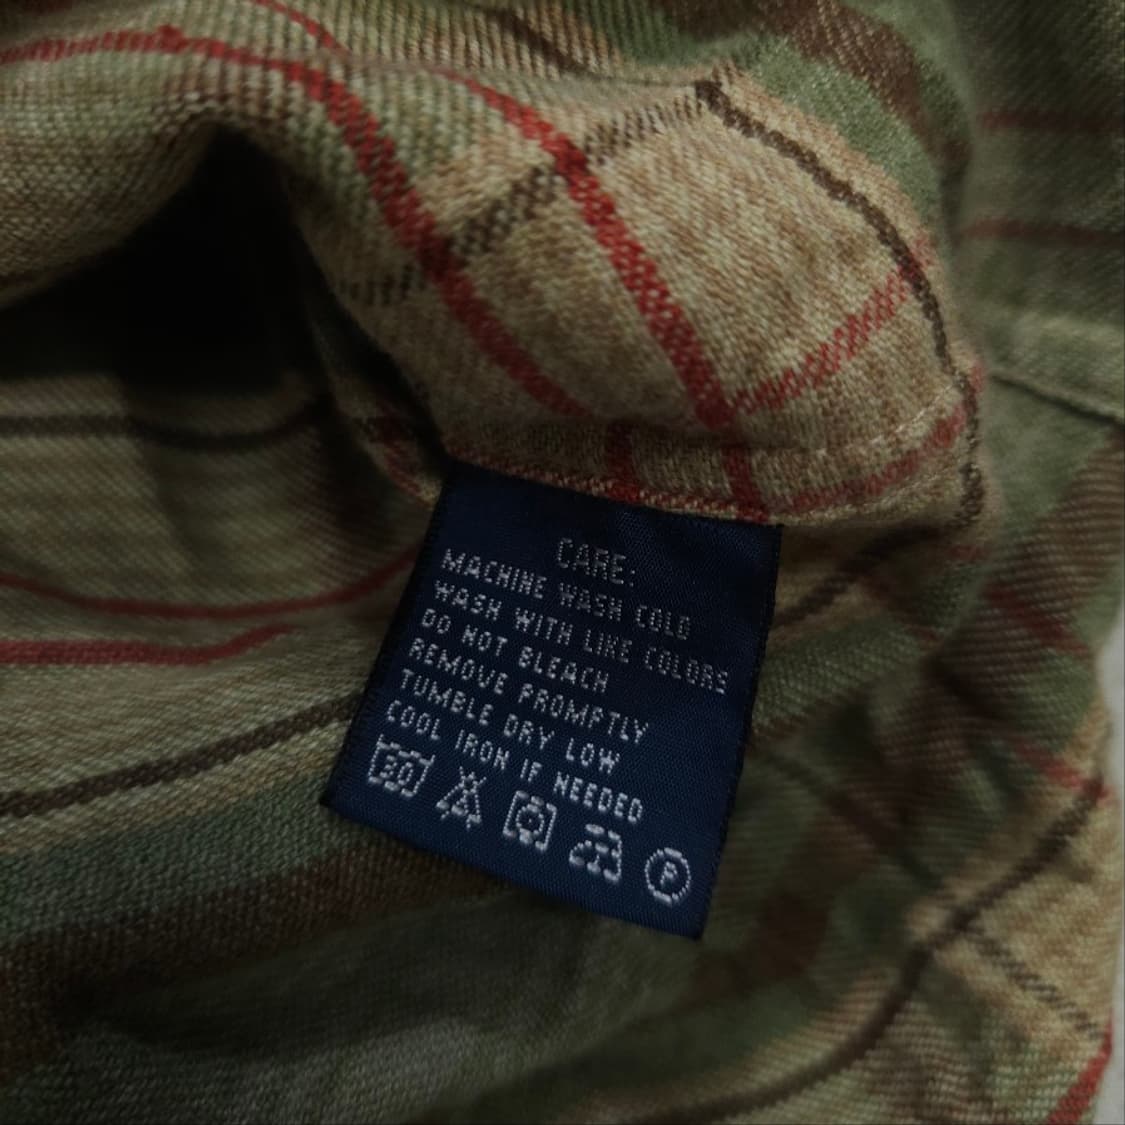 CARE:
MACHINE WASH COLD
WASH WITH LIKE COLORS
DO NOT BLEACH
REMOVE PROMPTLY
TUMBLE DRY LOW
COOL IRON IF NEEDED
30 P